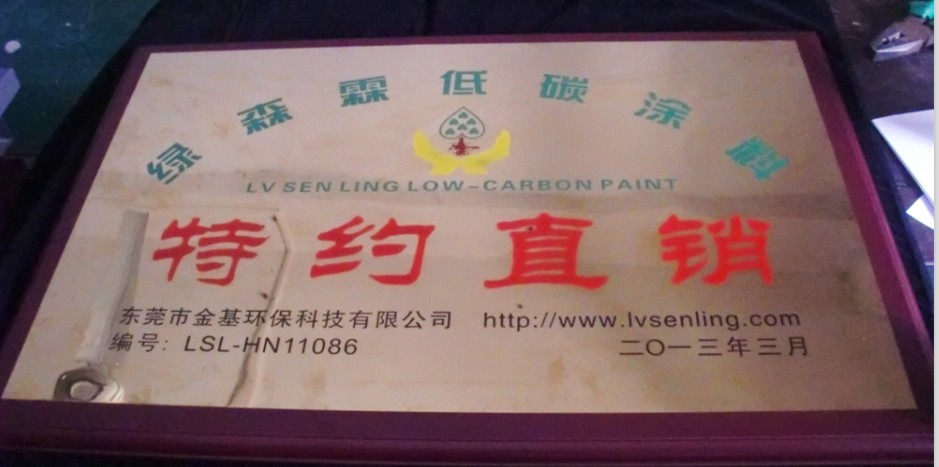 绿森霖低碳涂料
LV SEN LING LOW-CARBON PAINT
特约直销
东莞市金基环保科技有限公司 http://www.lvsenling.com
编号: LSL-HN11086 二〇一三年三月